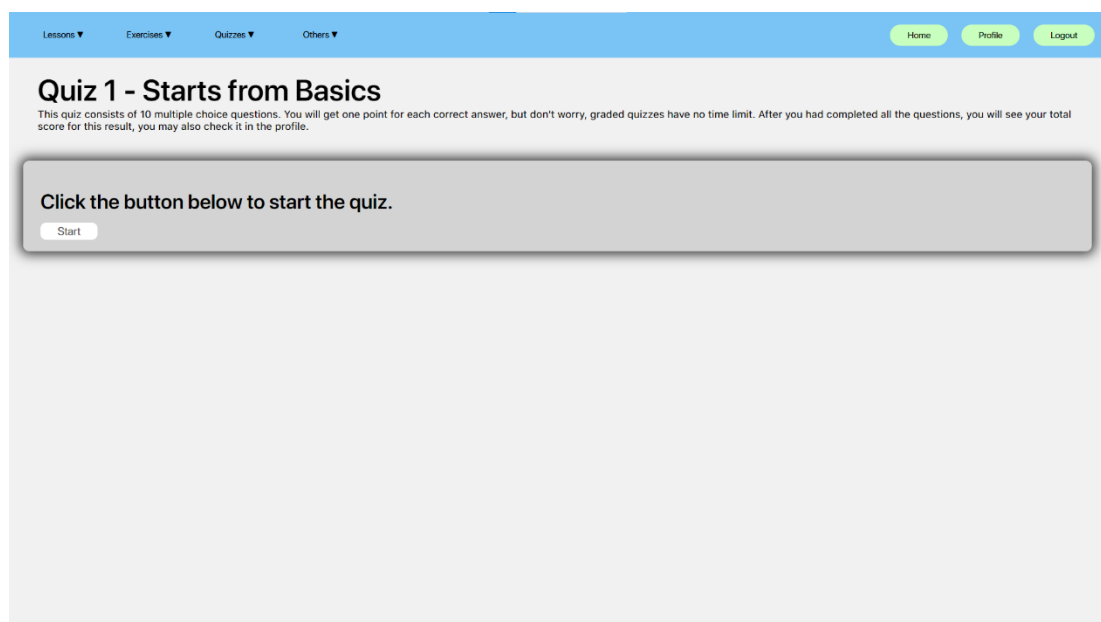 Lessons ▼ Exercises ▼ Quizzes ▼ Others ▼ Home Profile Logout
Quiz 1 - Starts from Basics
This quiz consists of 10 multiple choice questions. You will get one point for each correct answer, but don't worry, graded quizzes have no time limit. After you had completed all the questions, you will see your total
score for this result, you may also check it in the profile.
Click the button below to start the quiz.
Start